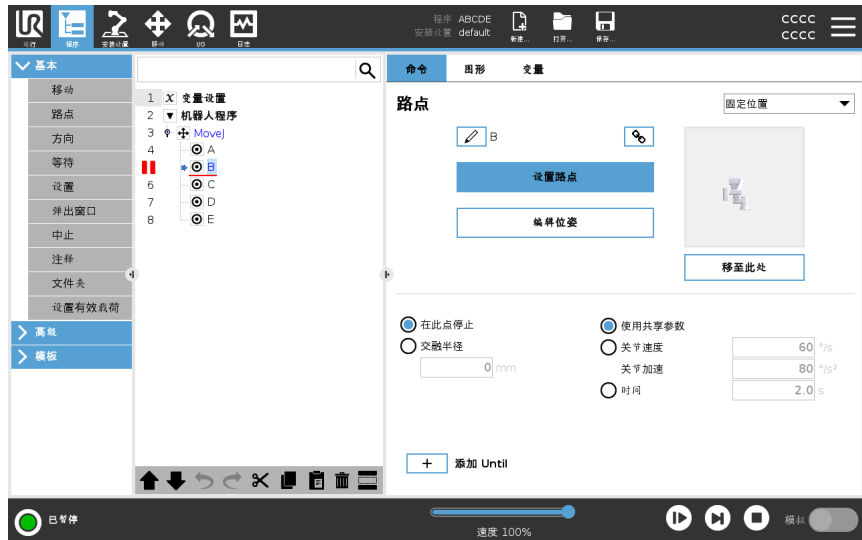 UR
运行
程序
安装设置
移动
I/O
日志
程序 ABCDE
安装设置 default
新建...
打开...
保存...
CCCC
CCCC
基本
移动
路点
方向
等待
设置
弹出窗口
中止
注释
文件夹
设置有效载荷
高级
模板
1 X 变量设置
2 ▼ 机器人程序
3 MoveJ
4 A
B
6 C
7 D
8 E
命令 图形 变量
路点
固定位置
B
设置路点
编辑位姿
移至此处
在此点停止
交融半径
0 mm
使用共享参数
关节速度 60 °/s
关节加速 80 °/s²
时间 2.0 s
+ 添加 Until
已暂停
速度 100%
模拟